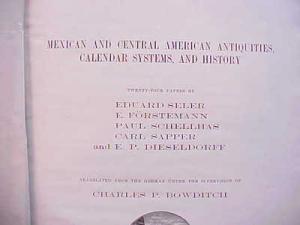 MEXICAN AND CENTRAL AMERICAN ANTIQUITIES,
CALENDAR SYSTEMS, AND HISTORY
TWENTY-FOUR PAPERS BY
EDUARD SELER
E. FÖRSTEMANN
PAUL SCHELLHAS
CARL SAPPER
and E. P. DIESELDORFF
TRANSLATED FROM THE GERMAN UNDER THE SUPERVISION OF
CHARLES P. BOWDITCH